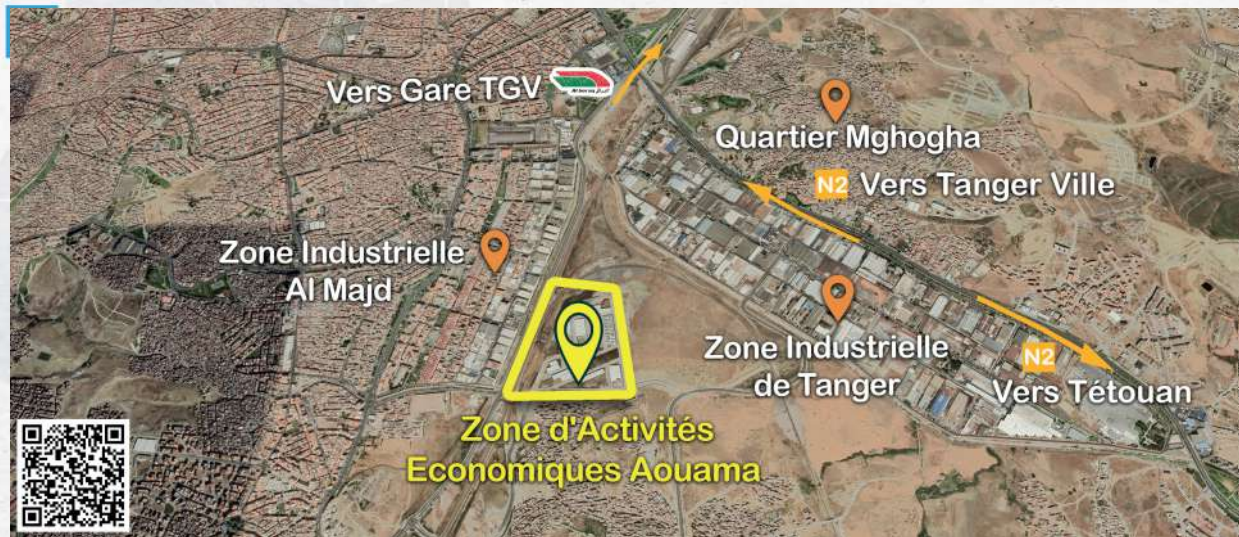 Vers Gare TGV
Quartier Mghogha
N2 Vers Tanger Ville
Zone Industrielle
Al Majd
Zone Industrielle
de Tanger
N2
Vers Tétouan
Zone d'Activités
Economiques Aouama